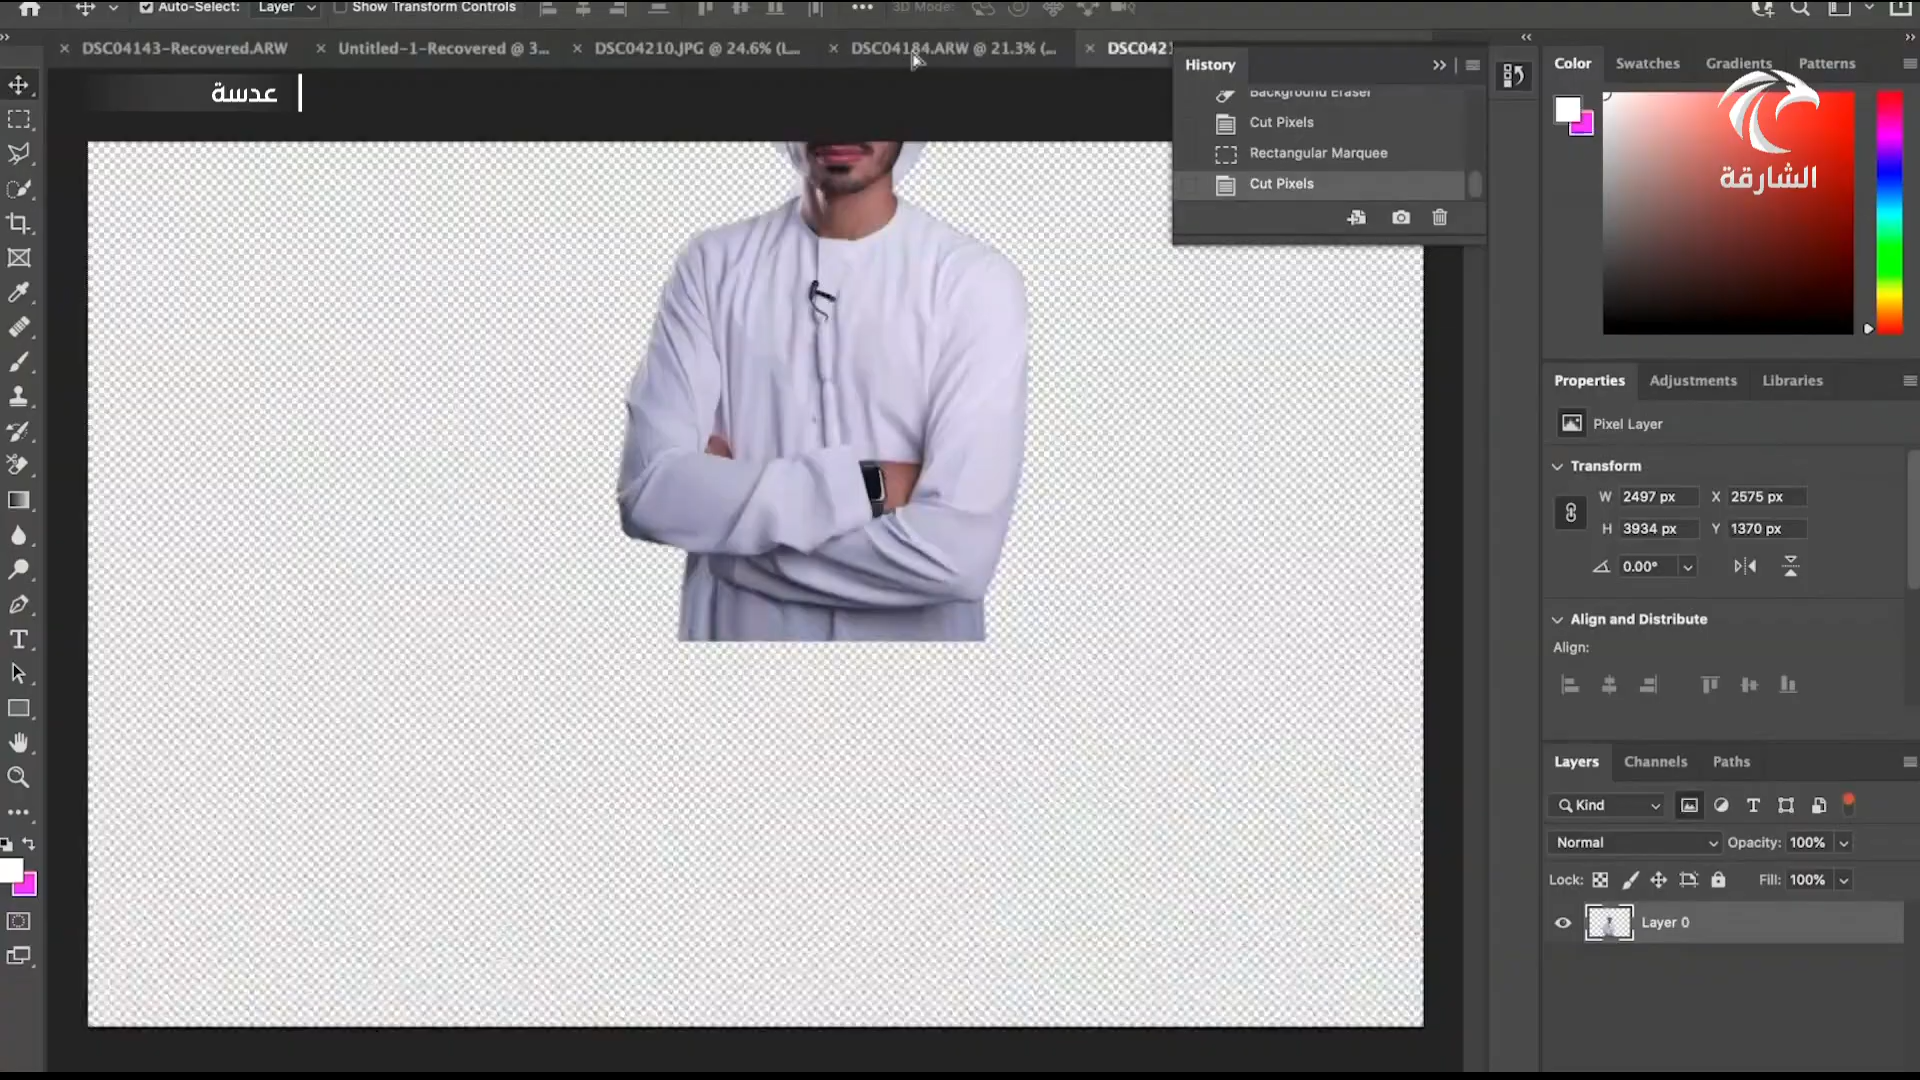 Auto-Select:
Layer
Show Transform Controls
3D Mode:
DSC04143-Recovered.ARW
Untitled-1-Recovered @ 3...
DSC04210.JPG @ 24.6% (L...
DSC04184.ARW @ 21.3% (...
DSC042
عدسة
History
Background Eraser
Cut Pixels
Rectangular Marquee
Cut Pixels
Color
Swatches
Gradients
Patterns
الشارقة
Properties
Adjustments
Libraries
Pixel Layer
Transform
W 2497 px X 2575 px
H 3934 px Y 1370 px
0.00°
Align and Distribute
Align:
Layers
Channels
Paths
Kind
Normal
Opacity: 100%
Lock:
Fill: 100%
Layer 0